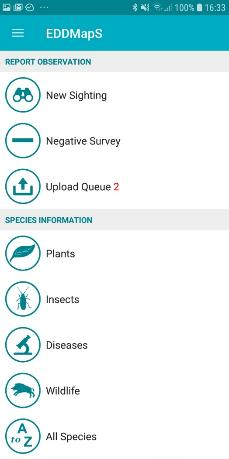 100% 16:33
EDDMapS
REPORT OBSERVATION
New Sighting
Negative Survey
Upload Queue 2
SPECIES INFORMATION
Plants
Insects
Diseases
Wildlife
A to Z All Species